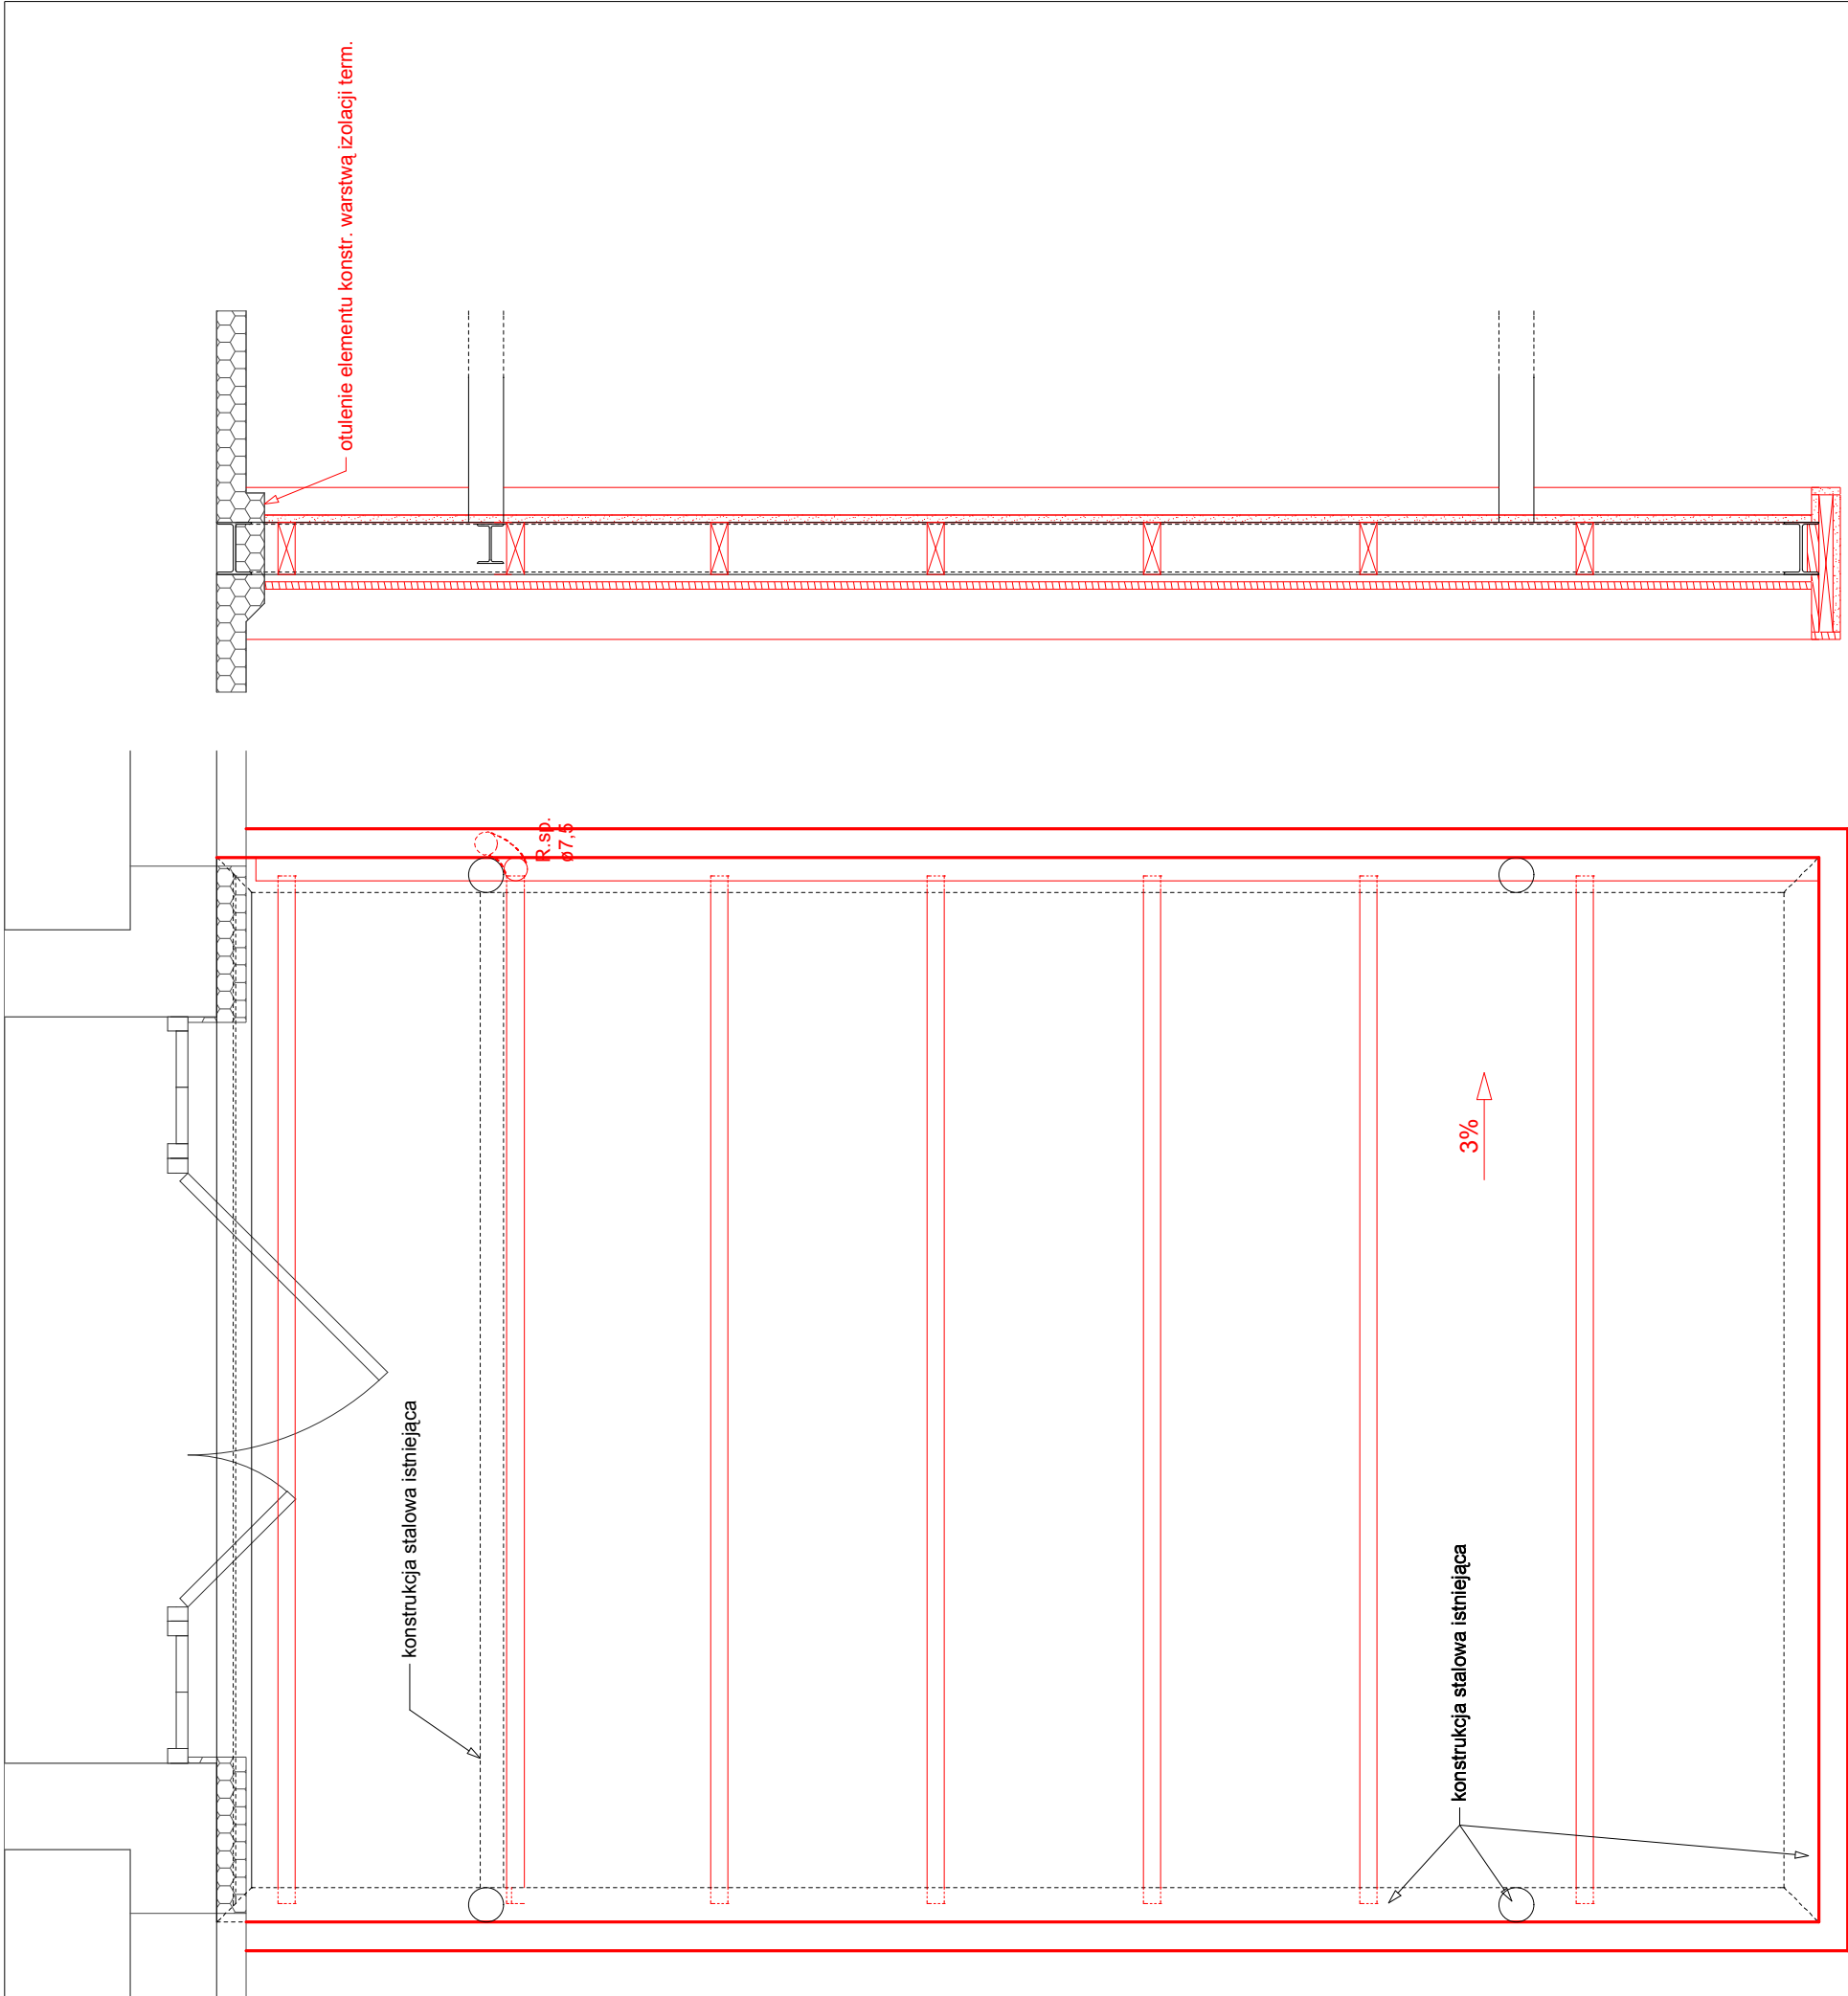 otulenie elementu konstr. warstwą izolacji term.
R.sp.
ø7,5
3%
konstrukcja stalowa istniejąca
konstrukcja stalowa istniejąca